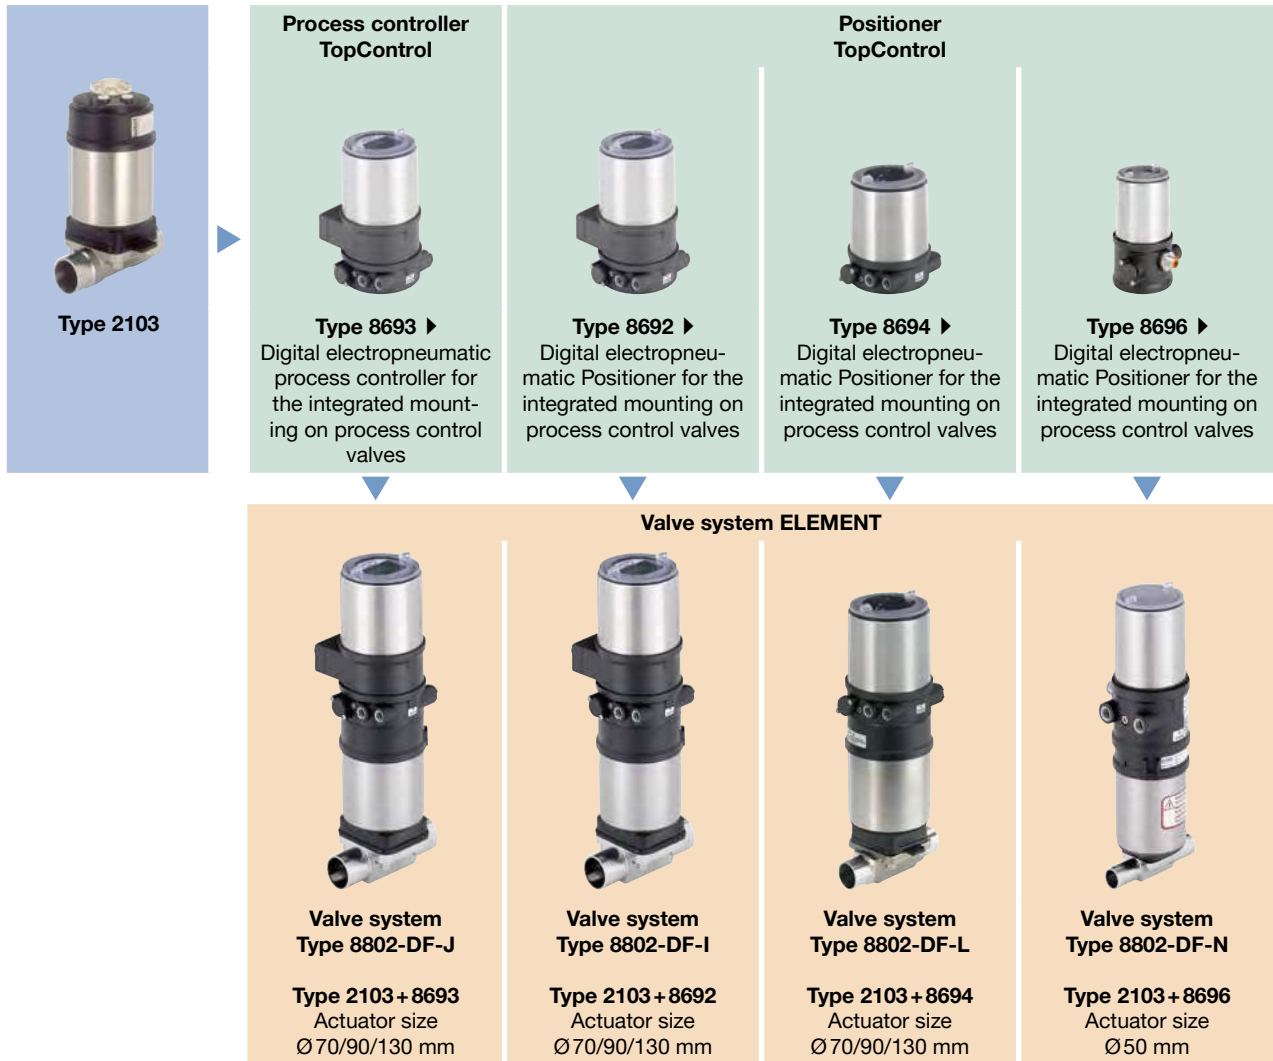 Process controller
TopControl
Positioner
TopControl
Type 2103
Type 8693
Digital electropneumatic
process controller for
the integrated mount-
ing on process control
valves
Type 8692
Digital electropneu-
matic Positioner for the
integrated mounting on
process control valves
Type 8694
Digital electropneu-
matic Positioner for the
integrated mounting on
process control valves
Type 8696
Digital electropneu-
matic Positioner for the
integrated mounting on
process control valves
Valve system ELEMENT
Valve system
Type 8802-DF-J
Type 2103+8693
Actuator size
Ø70/90/130 mm
Valve system
Type 8802-DF-I
Type 2103+8692
Actuator size
Ø70/90/130 mm
Valve system
Type 8802-DF-L
Type 2103+8694
Actuator size
Ø70/90/130 mm
Valve system
Type 8802-DF-N
Type 2103+8696
Actuator size
Ø50 mm